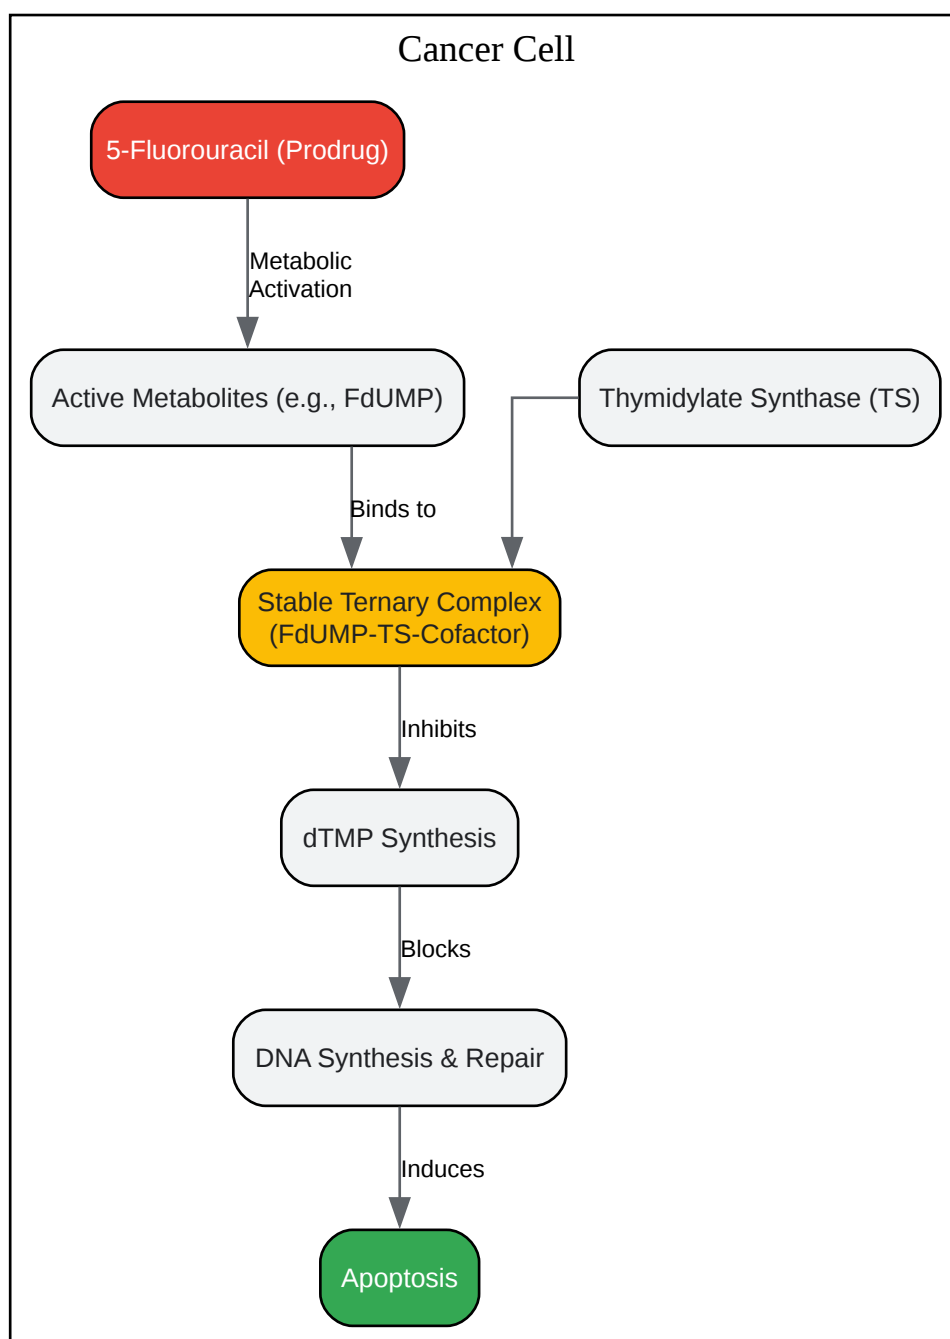 Cancer Cell
5-Fluorouracil (Prodrug)
Metabolic
Activation
Active Metabolites (e.g., FdUMP)
Thymidylate Synthase (TS)
Binds to
Stable Ternary Complex
(FdUMP-TS-Cofactor)
Inhibits
dTMP Synthesis
Blocks
DNA Synthesis & Repair
Induces
Apoptosis